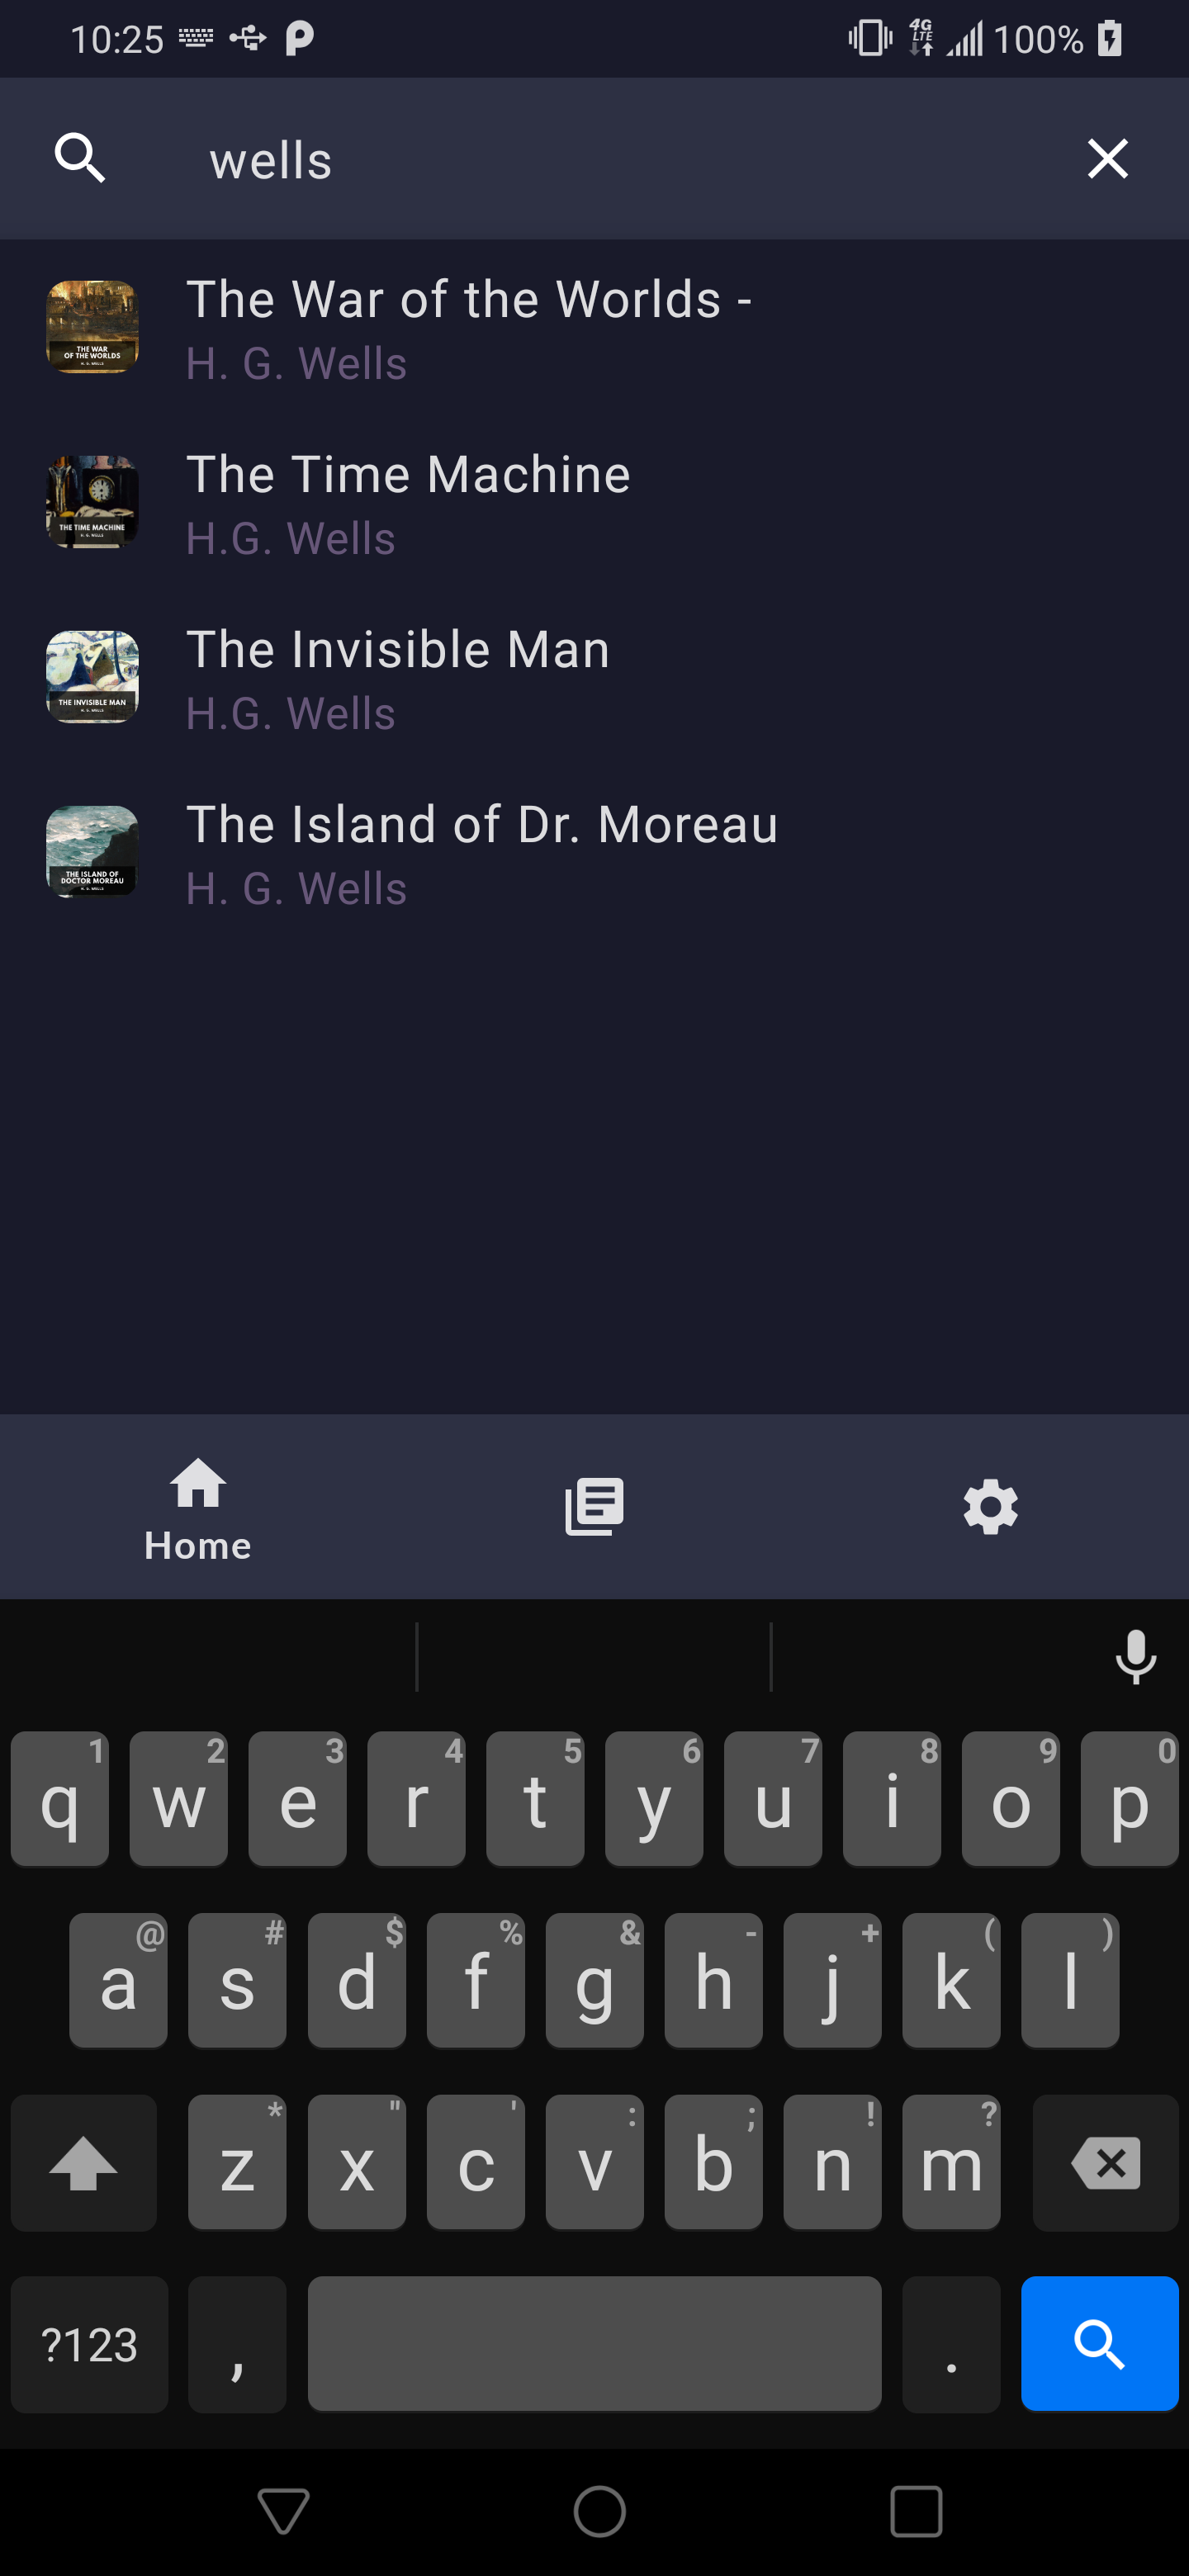 10:25
4G
LTE
100%
wells
The War of the Worlds -
H. G. Wells
THE WAR
OF THE WORLDS
H. G. WELLS
The Time Machine
H.G. Wells
THE TIME MACHINE
H. G. WELLS
The Invisible Man
H.G. Wells
THE INVISIBLE MAN
H. G. WELLS
The Island of Dr. Moreau
H. G. Wells
THE ISLAND OF
DOCTOR MOREAU
H. G. WELLS
Home
1 2 3 4 5 6 7 8 9 0
q w e r t y u i o p
@ # $ % & - + ( )
a s d f g h j k l
* " ' : ; ! ?
z x c v b n m
?123 , .